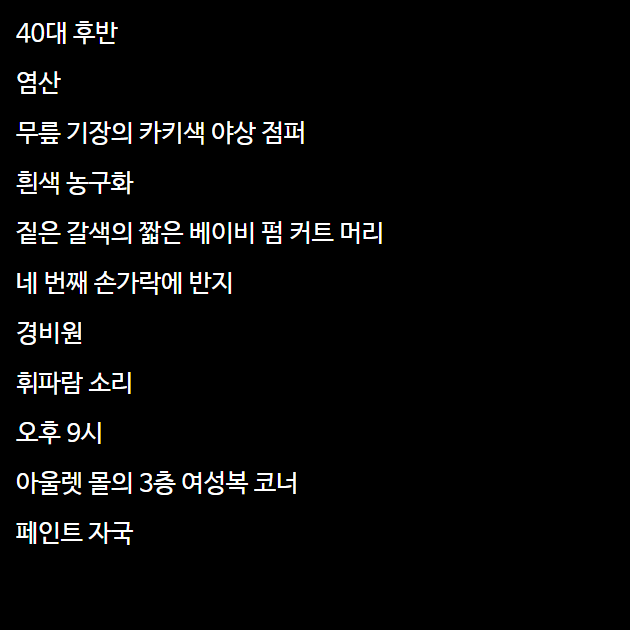 40대 후반
염산
무릎 기장의 카키색 야상 점퍼
흰색 농구화
짙은 갈색의 짧은 베이비 펌 커트 머리
네 번째 손가락에 반지
경비원
휘파람 소리
오후 9시
아울렛 몰의 3층 여성복 코너
페인트 자국